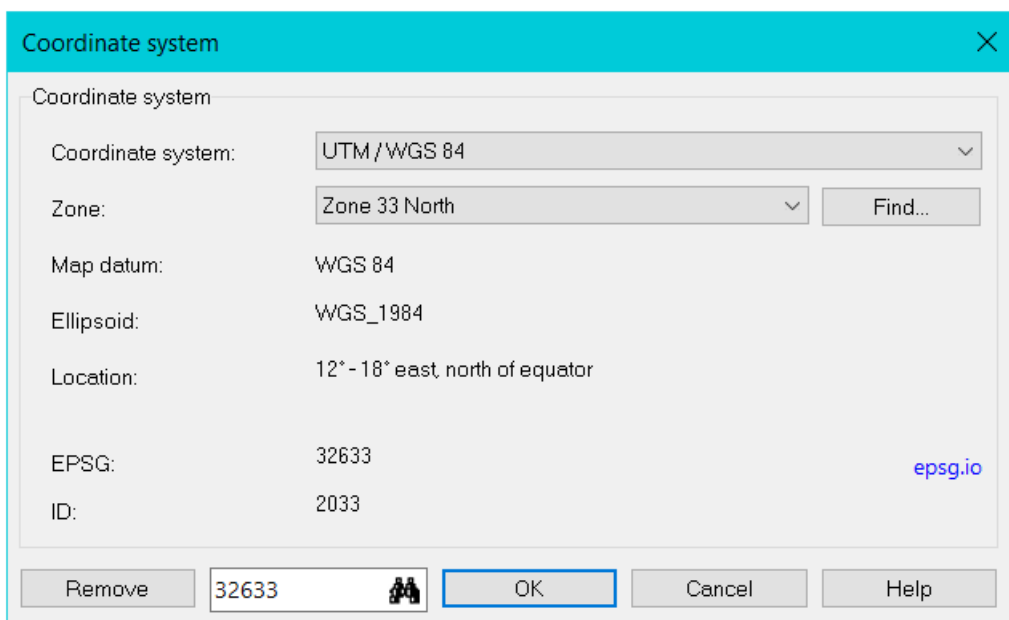 Coordinate system
Coordinate system
Coordinate system: UTM / WGS 84
Zone: Zone 33 North Find...
Map datum: WGS 84
Ellipsoid: WGS_1984
Location: 12°- 18° east, north of equator
EPSG: 32633 epsg.io
ID: 2033
Remove 32633 OK Cancel Help